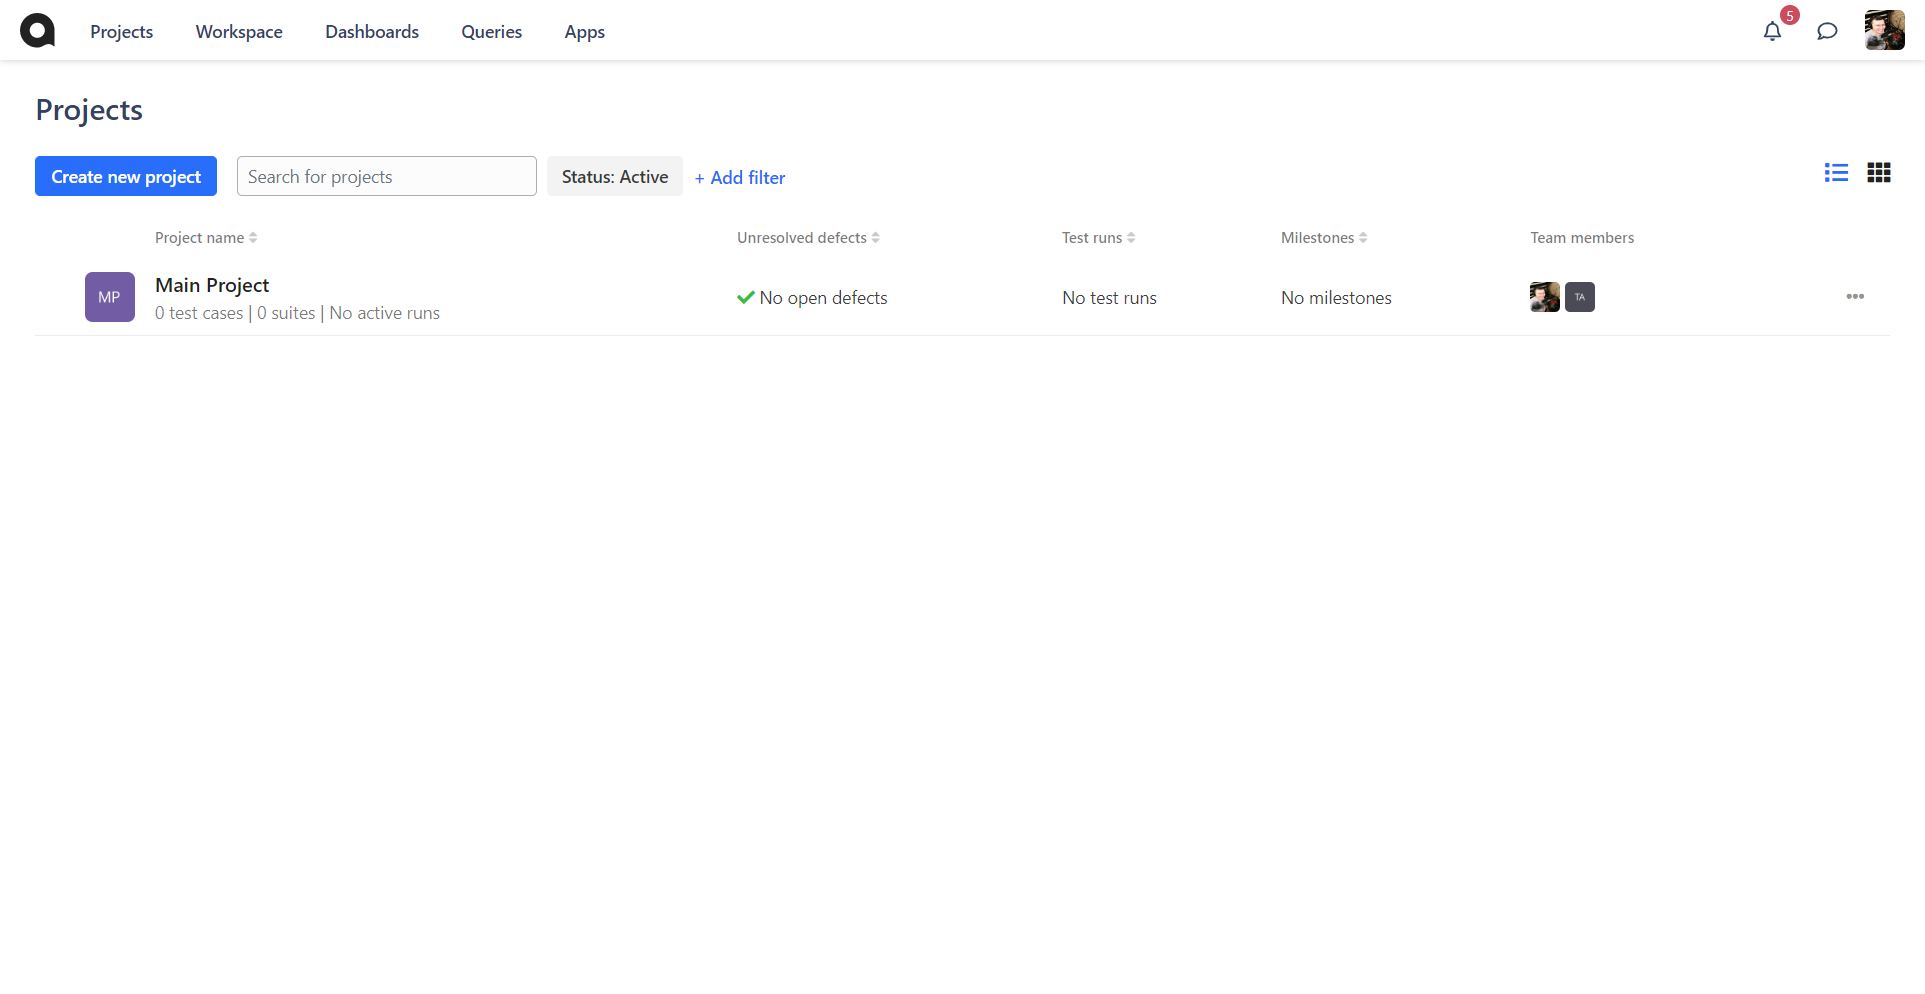 Projects Workspace Dashboards Queries Apps 5
Projects
Create new project Search for projects Status: Active + Add filter
Project name Unresolved defects Test runs Milestones Team members
MP Main Project No open defects No test runs No milestones TA
0 test cases | 0 suites | No active runs